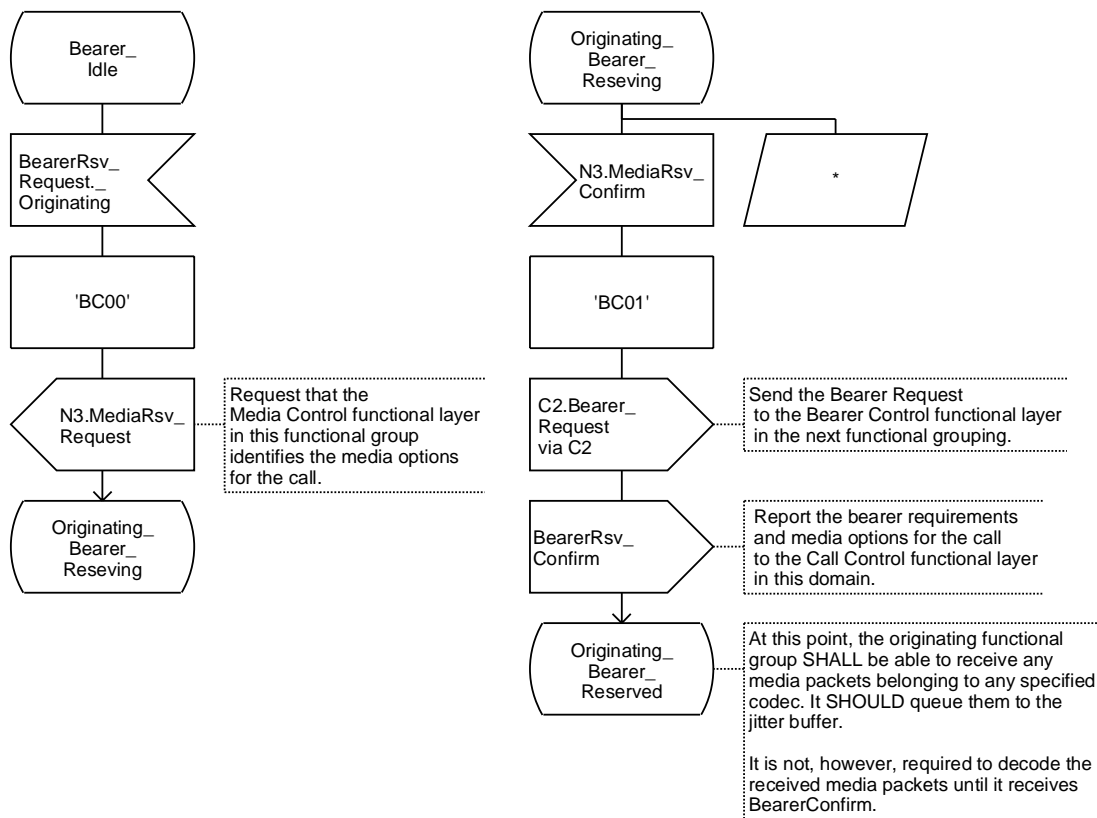 Bearer_
Idle
BearerRsv_
Request._
Originating
'BC00'
N3.MediaRsv_
Request
Request that the
Media Control functional layer
in this functional group
identifies the media options
for the call.
Originating_
Bearer_
Reseving
Originating_
Bearer_
Reseving
N3.MediaRsv_
Confirm
*
'BC01'
C2.Bearer_
Request
via C2
Send the Bearer Request
to the Bearer Control functional layer
in the next functional grouping.
BearerRsv_
Confirm
Report the bearer requirements
and media options for the call
to the Call Control functional layer
in this domain.
Originating_
Bearer_
Reserved
At this point, the originating functional
group SHALL be able to receive any
media packets belonging to any specified
codec. It SHOULD queue them to the
jitter buffer.
It is not, however, required to decode the
received media packets until it receives
BearerConfirm.